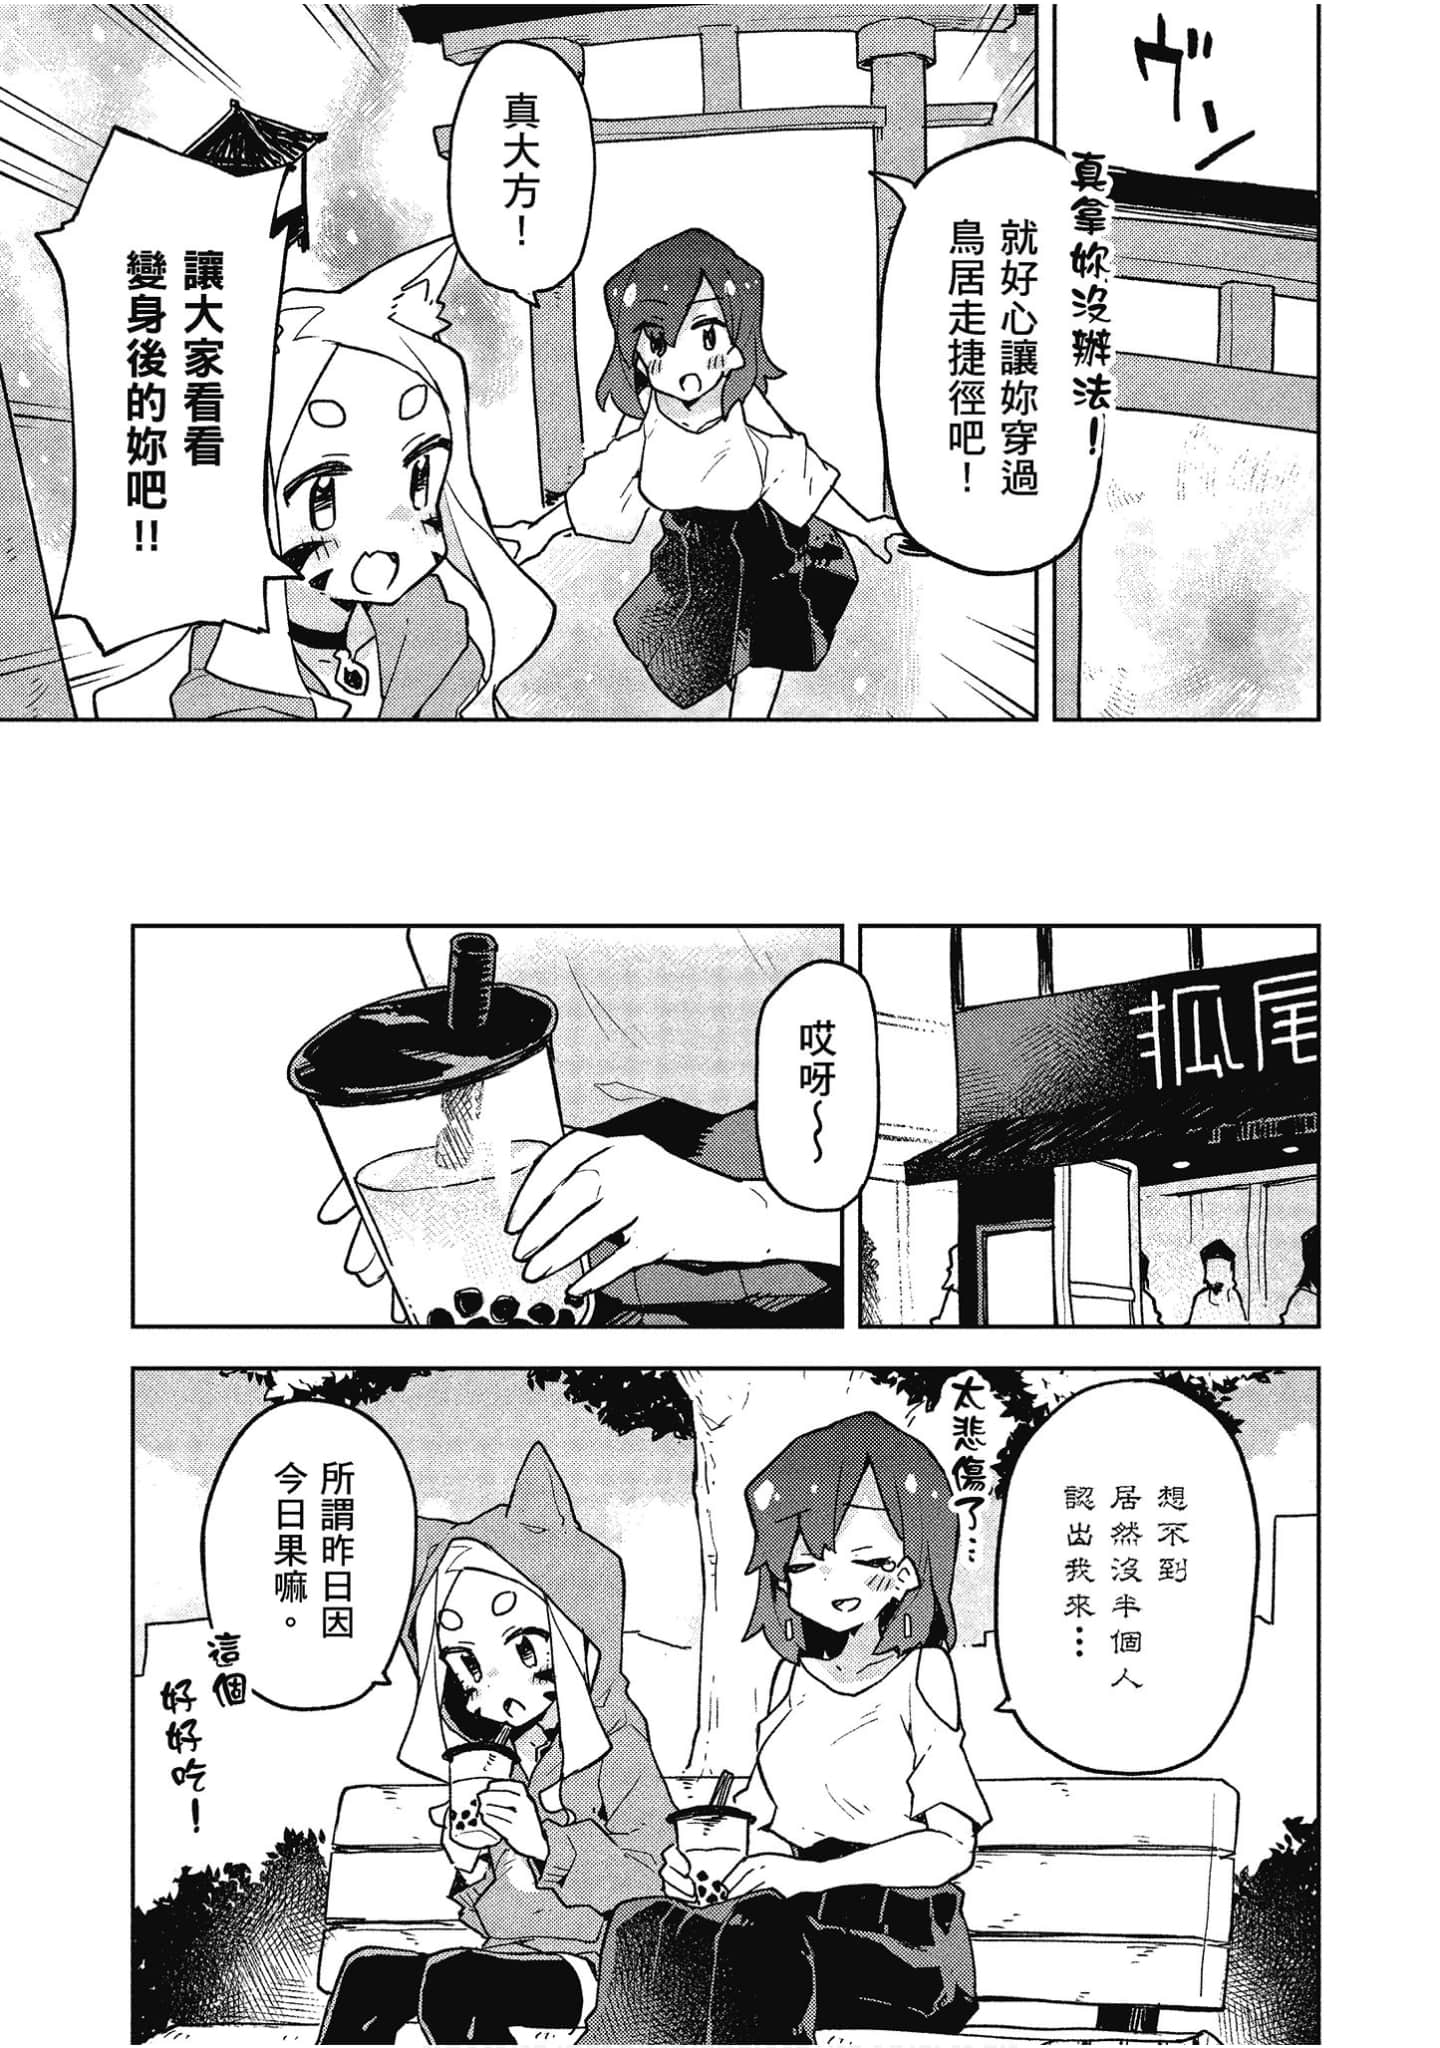 ヴン
真拿妳沒辦法！
就好心讓妳穿過
鳥居走捷徑吧！
真大方！
讓大家看看
變身後的妳吧!!
狐尾
哎呀～
想不到
居然沒半個人
認出我來…
太悲傷了…
所謂昨日因
今日果嘛。
這個
好好吃！